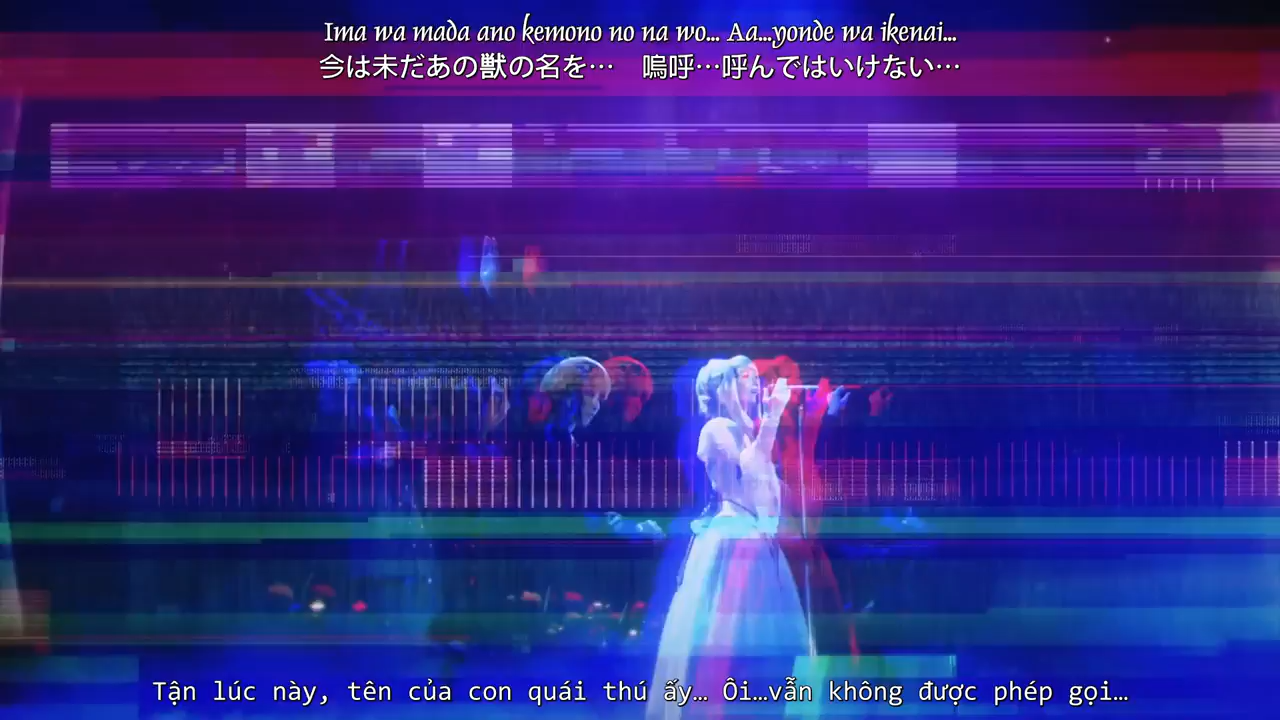 Ima wa mada ano kemono no na wo... Aa...yonde wa ikenai...
今は未だあの獣の名を… 嗚呼…呼んではいけない…
Tận lúc này, tên của con quái thú ấy… Ôi…vẫn không được phép gọi…